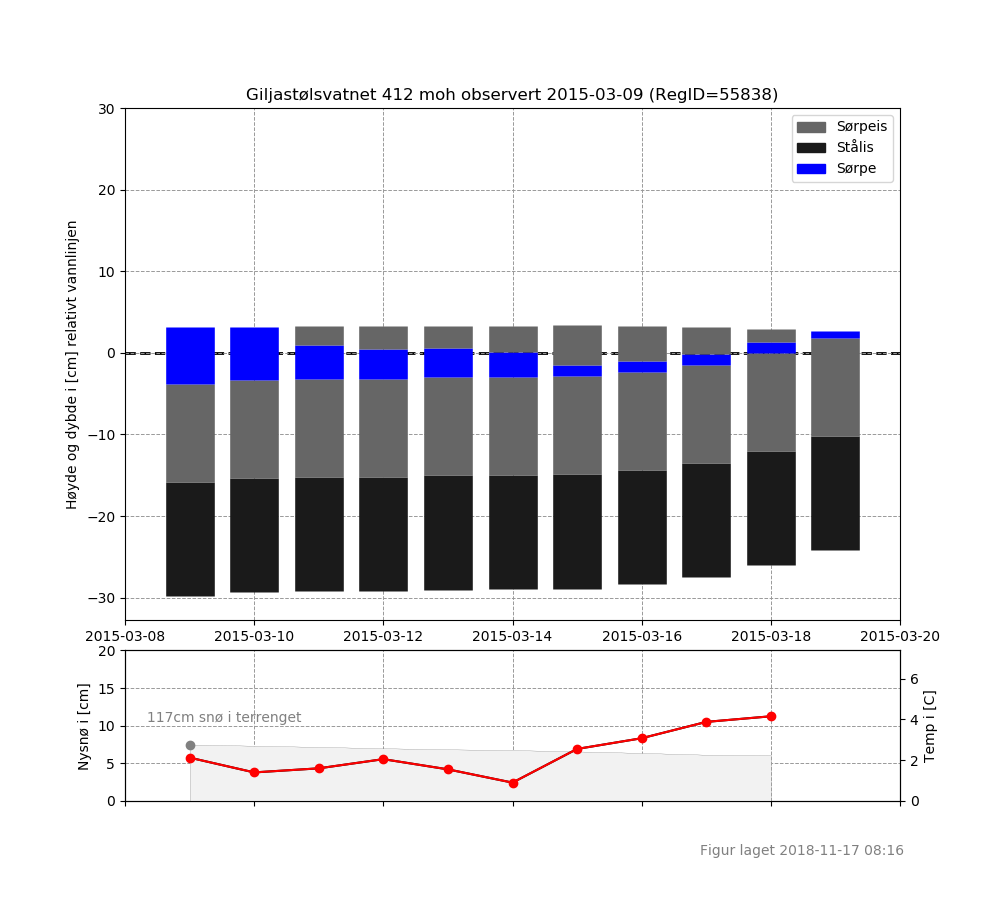 Giljastølsvatnet 412 moh observert 2015-03-09 (RegID=55838)
30
20
10
0
−10
−20
−30
Høyde og dybde i [cm] relativt vannlinjen
Sørpeis
Stålis
Sørpe
2015-03-08 2015-03-10 2015-03-12 2015-03-14 2015-03-16 2015-03-18 2015-03-20
20
15
10
5
0
Nysnø i [cm]
117cm snø i terrenget
6
4
2
0
Temp i [C]
Figur laget 2018-11-17 08:16